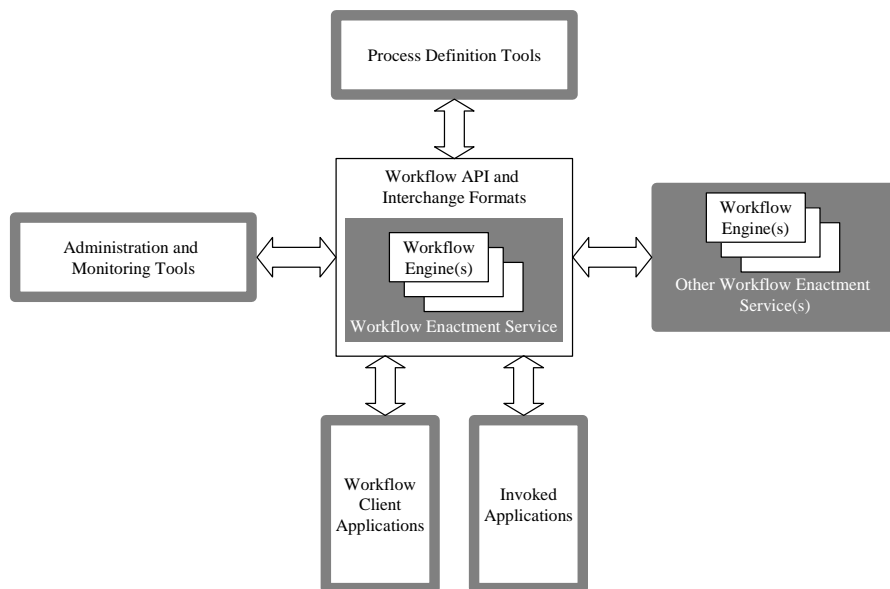 Process Definition Tools
Workflow API and
Interchange Formats
Workflow
Engine(s)
Workflow Enactment Service
Administration and
Monitoring Tools
Workflow
Engine(s)
Other Workflow Enactment
Service(s)
Workflow
Client
Applications
Invoked
Applications